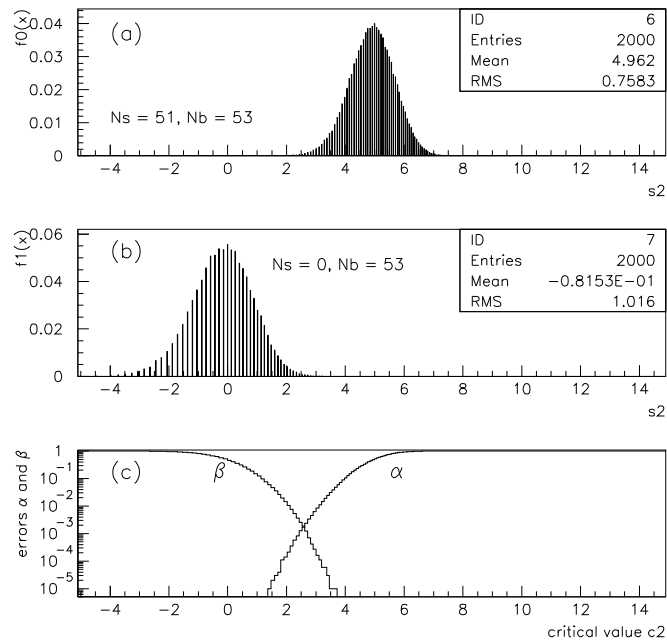 f0(x)
0.04
0.03
0.02
0.01
0
(a)
Ns = 51, Nb = 53
ID 6
Entries 2000
Mean 4.962
RMS 0.7583
−4 −2 0 2 4 6 8 10 12 14
s2
f1(x)
0.06
0.04
0.02
0
(b)
Ns = 0, Nb = 53
ID 7
Entries 2000
Mean −0.8153E−01
RMS 1.016
−4 −2 0 2 4 6 8 10 12 14
s2
errors α and β
1
10⁻¹
10⁻²
10⁻³
10⁻⁴
10⁻⁵
(c)
β
α
−4 −2 0 2 4 6 8 10 12 14
critical value c2